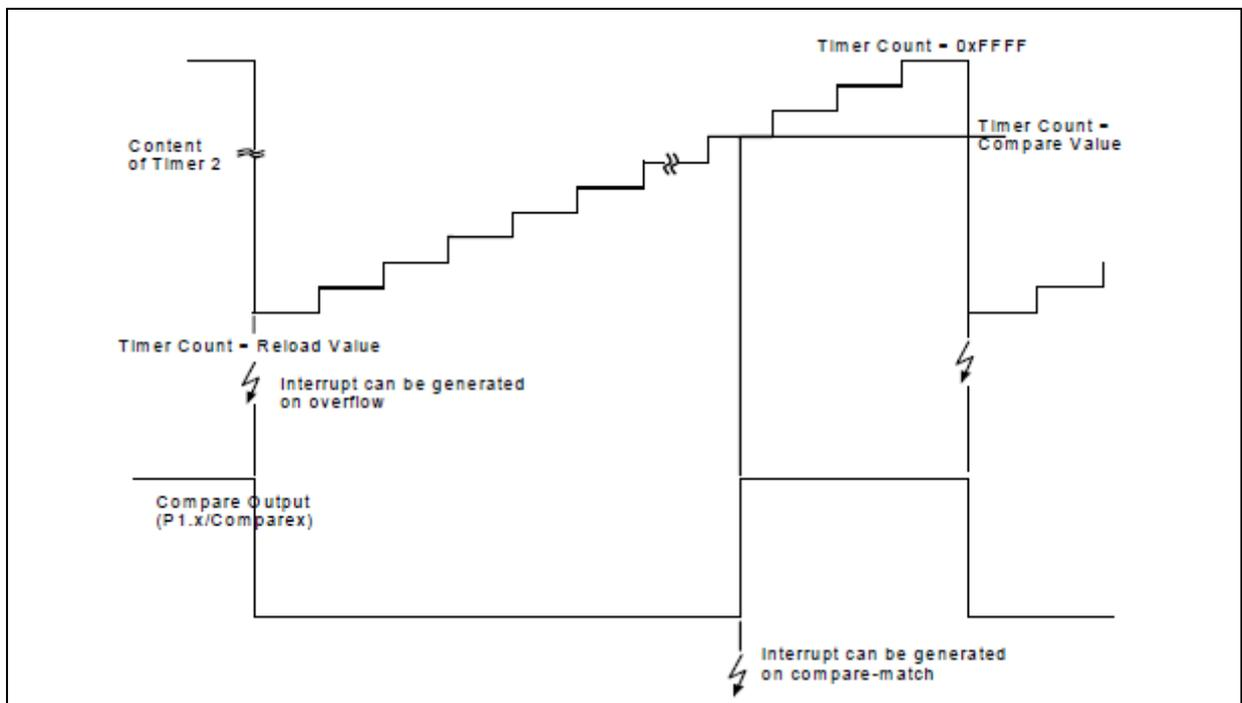 Timer Count = 0xFFFF
Content
of Timer 2
Timer Count =
Compare Value
Timer Count = Reload Value
Interrupt can be generated
on overflow
Compare Output
(P1.x/Comparex)
Interrupt can be generated
on compare-match